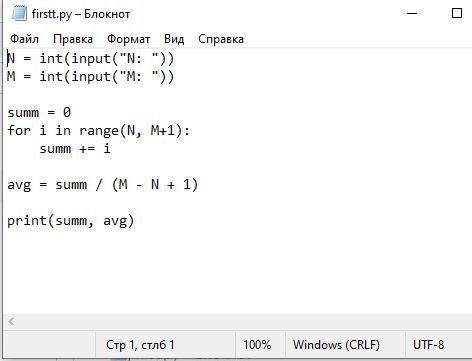 firstt.py – Блокнот
Файл Правка Формат Вид Справка
N = int(input("N: "))
M = int(input("M: "))

summ = 0
for i in range(N, M+1):
    summ += i

avg = summ / (M - N + 1)

print(summ, avg)
Стр 1, стлб 1 100% Windows (CRLF) UTF-8